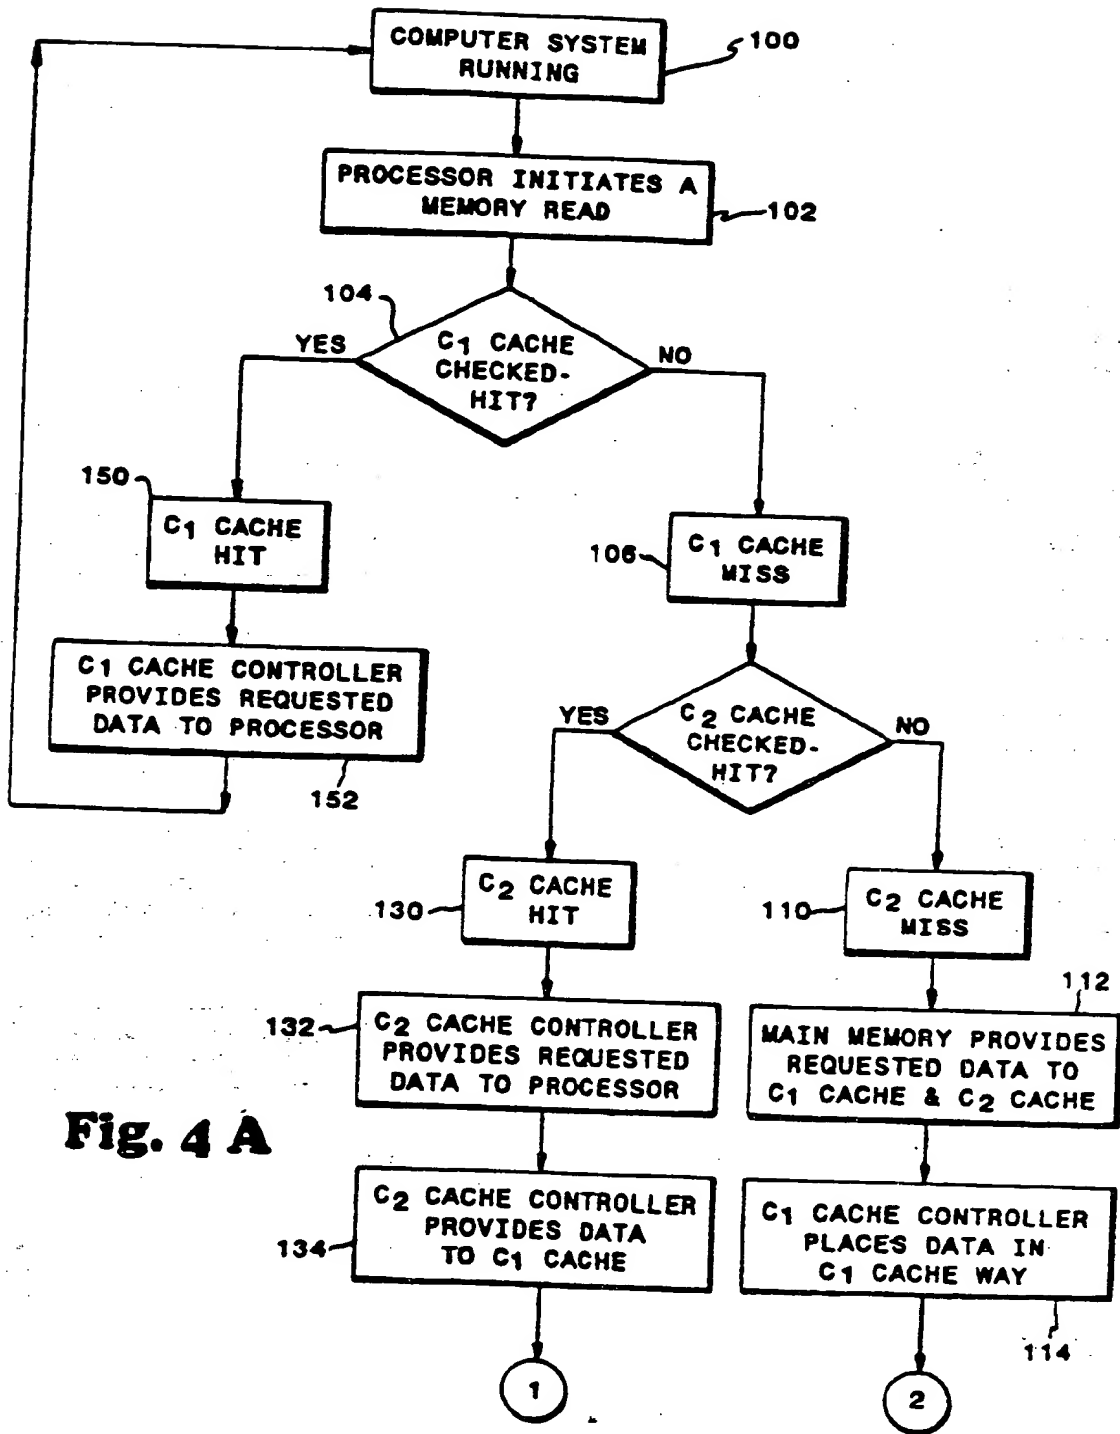 COMPUTER SYSTEM
RUNNING
100
PROCESSOR INITIATES A
MEMORY READ
102
104
C1 CACHE
CHECKED-
HIT?
YES
NO
150
C1 CACHE
HIT
106
C1 CACHE
MISS
C1 CACHE CONTROLLER
PROVIDES REQUESTED
DATA TO PROCESSOR
152
C2 CACHE
CHECKED-
HIT?
YES
NO
130
C2 CACHE
HIT
110
C2 CACHE
MISS
132
C2 CACHE CONTROLLER
PROVIDES REQUESTED
DATA TO PROCESSOR
112
MAIN MEMORY PROVIDES
REQUESTED DATA TO
C1 CACHE & C2 CACHE
Fig. 4 A
134
C2 CACHE CONTROLLER
PROVIDES DATA
TO C1 CACHE
C1 CACHE CONTROLLER
PLACES DATA IN
C1 CACHE WAY
114
1
2